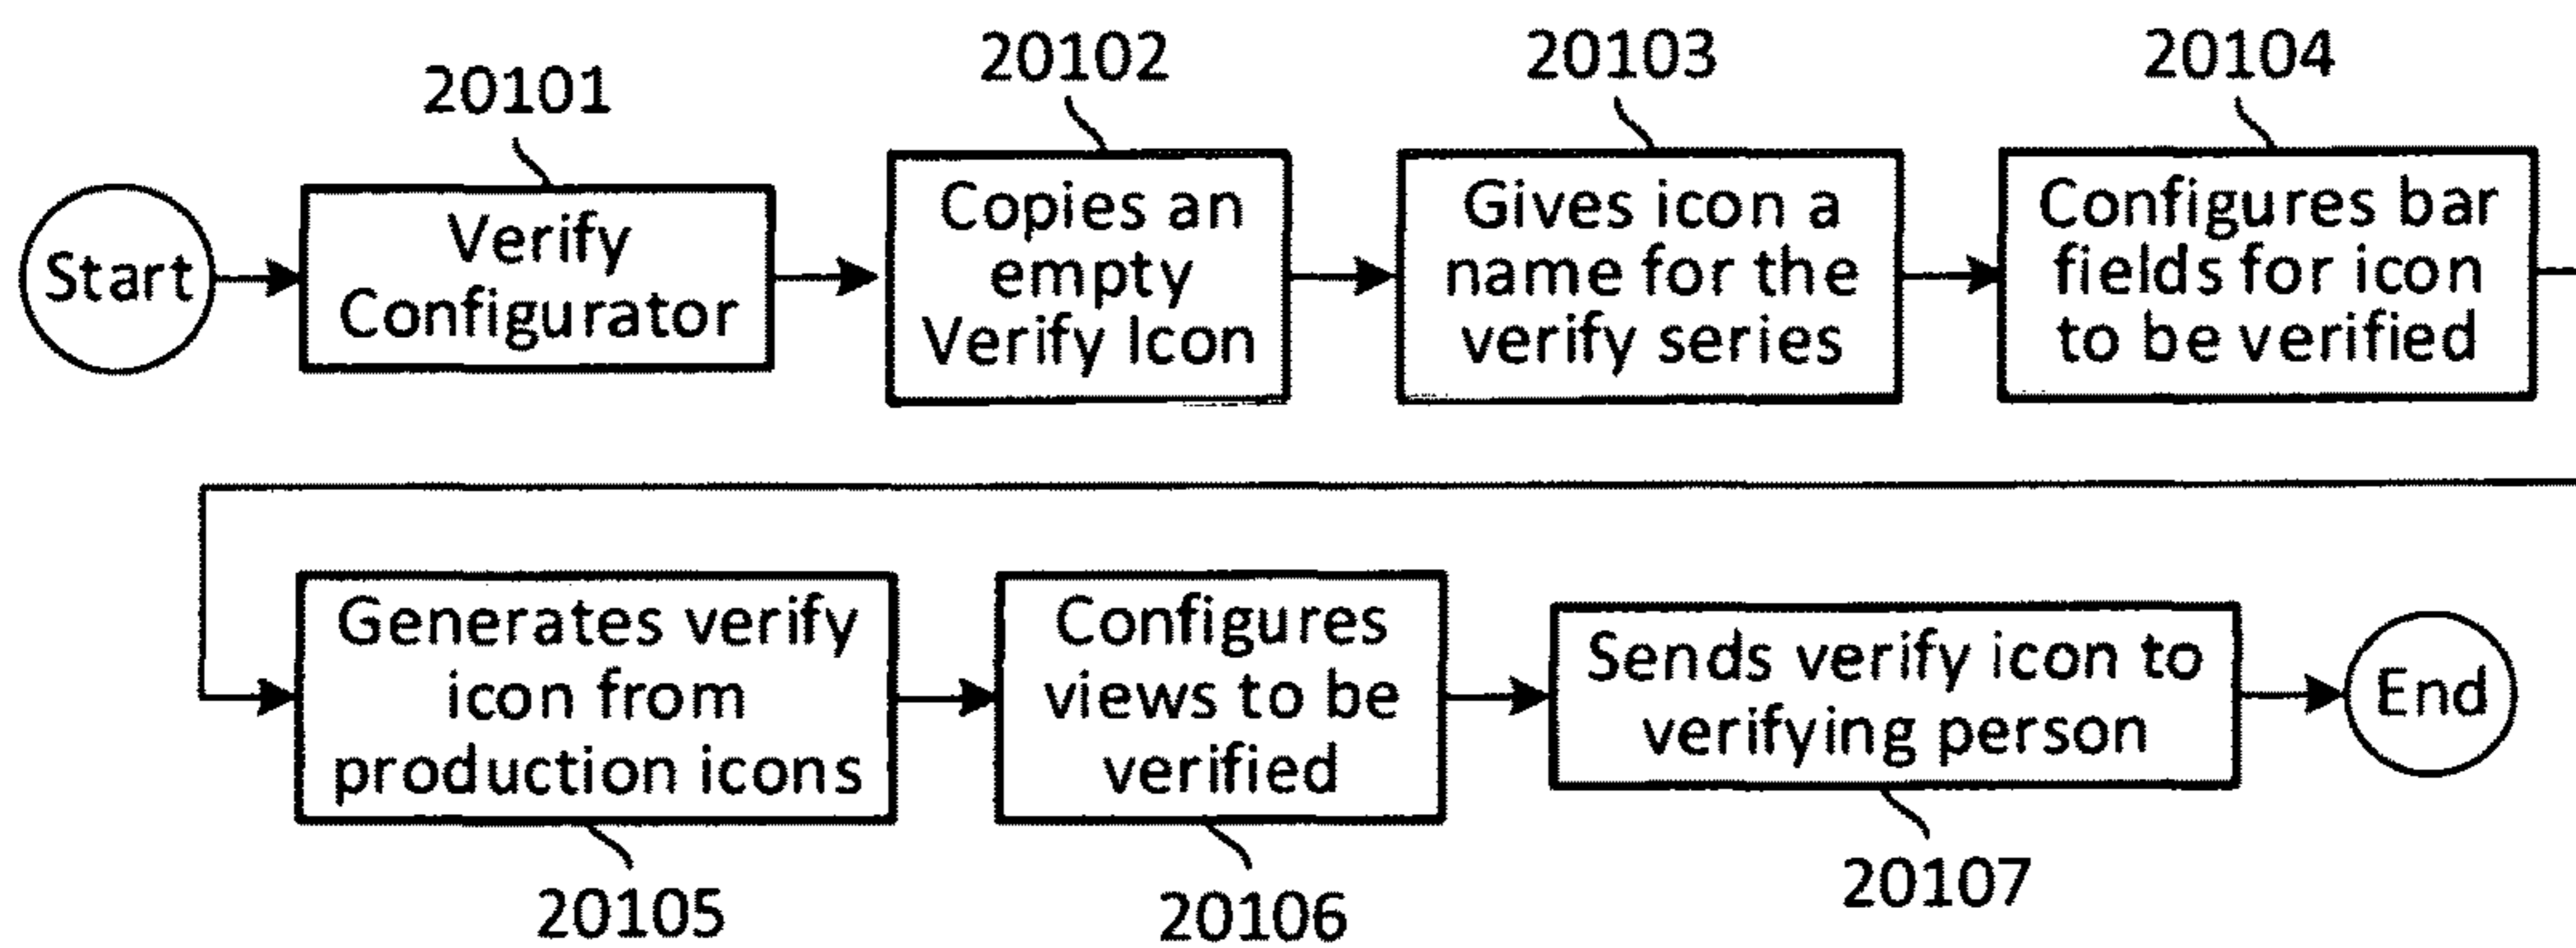 20101
20102
20103
20104
Start
Verify
Configurator
Copies an
empty
Verify Icon
Gives icon a
name for the
verify series
Configures bar
fields for icon
to be verified
Generates verify
icon from
production icons
Configures
views to be
verified
Sends verify icon to
verifying person
End
20105
20106
20107